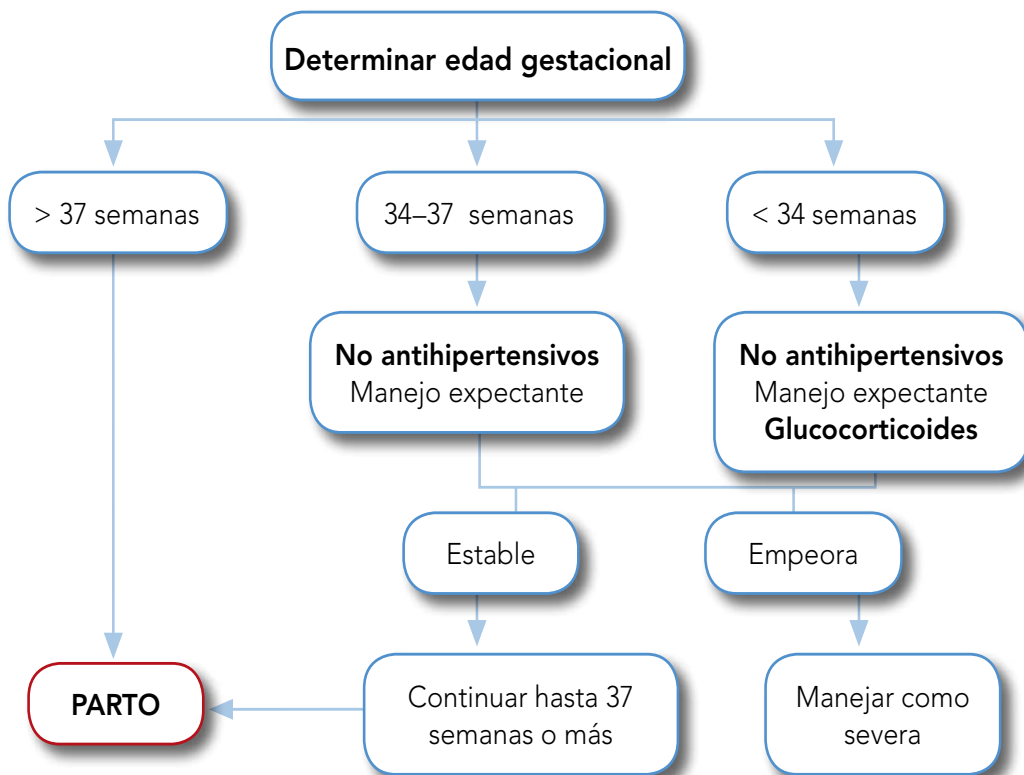 Determinar edad gestacional
> 37 semanas
34–37 semanas
< 34 semanas
No antihipertensivos
Manejo expectante
No antihipertensivos
Manejo expectante
Glucocorticoides
Estable
Empeora
PARTO
Continuar hasta 37
semanas o más
Manejar como
severa